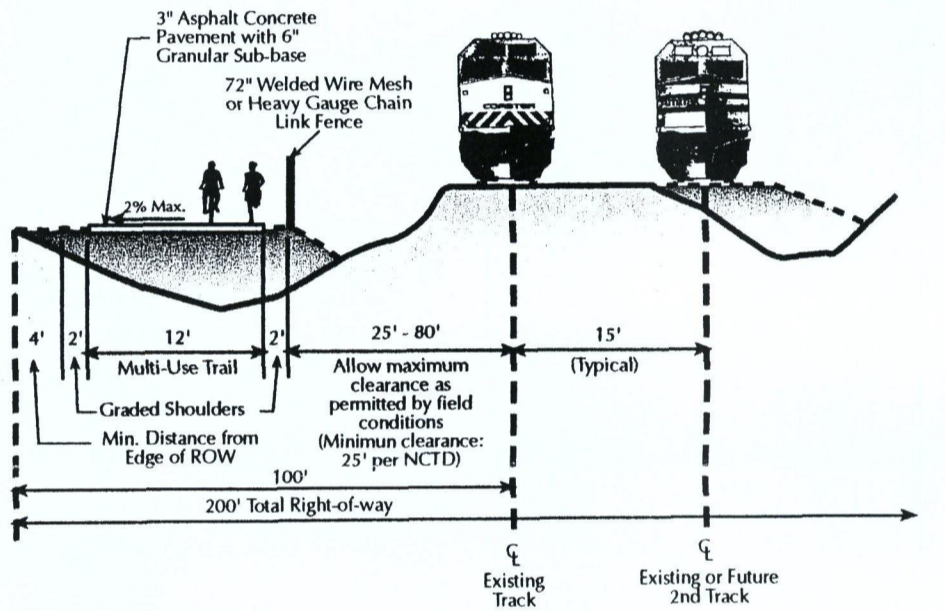 3" Asphalt Concrete
Pavement with 6"
Granular Sub-base
72" Welded Wire Mesh
or Heavy Gauge Chain
Link Fence
COASTER
2% Max.
4'
2'
12'
2'
25' - 80'
15'
Multi-Use Trail
Allow maximum
clearance as
permitted by field
conditions
(Minimun clearance:
25' per NCTD)
(Typical)
Graded Shoulders
Min. Distance from
Edge of ROW
100'
200' Total Right-of-way
℄
Existing
Track
℄
Existing or Future
2nd Track